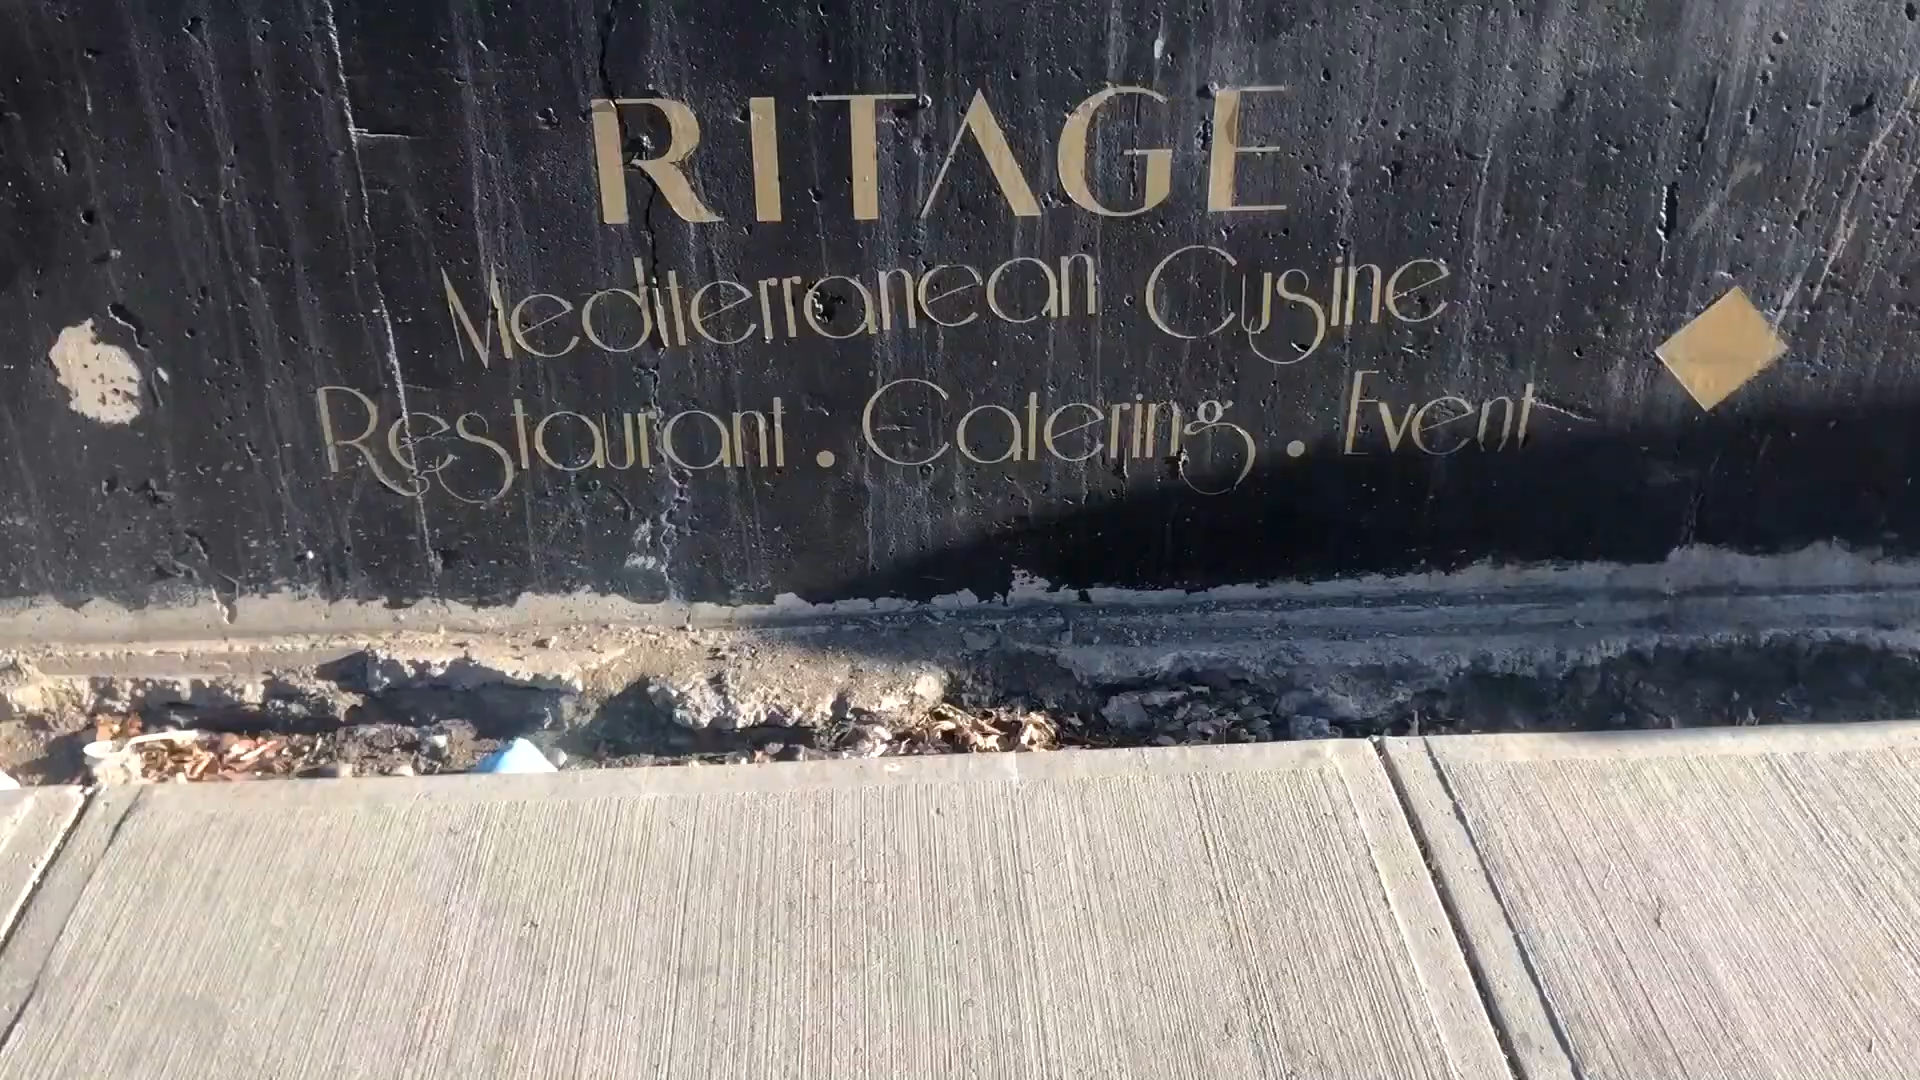 RITAGE
Mediterranean Cusine
Restaurant . Catering . Event